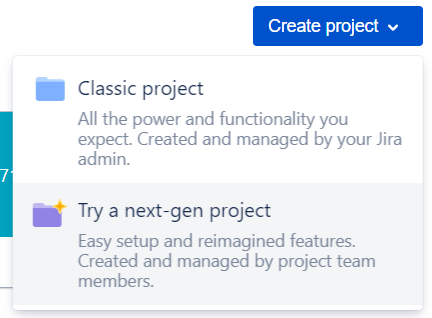 Create project
Classic project
All the power and functionality you
expect. Created and managed by your Jira
admin.
71
Try a next-gen project
Easy setup and reimagined features.
Created and managed by project team
members.